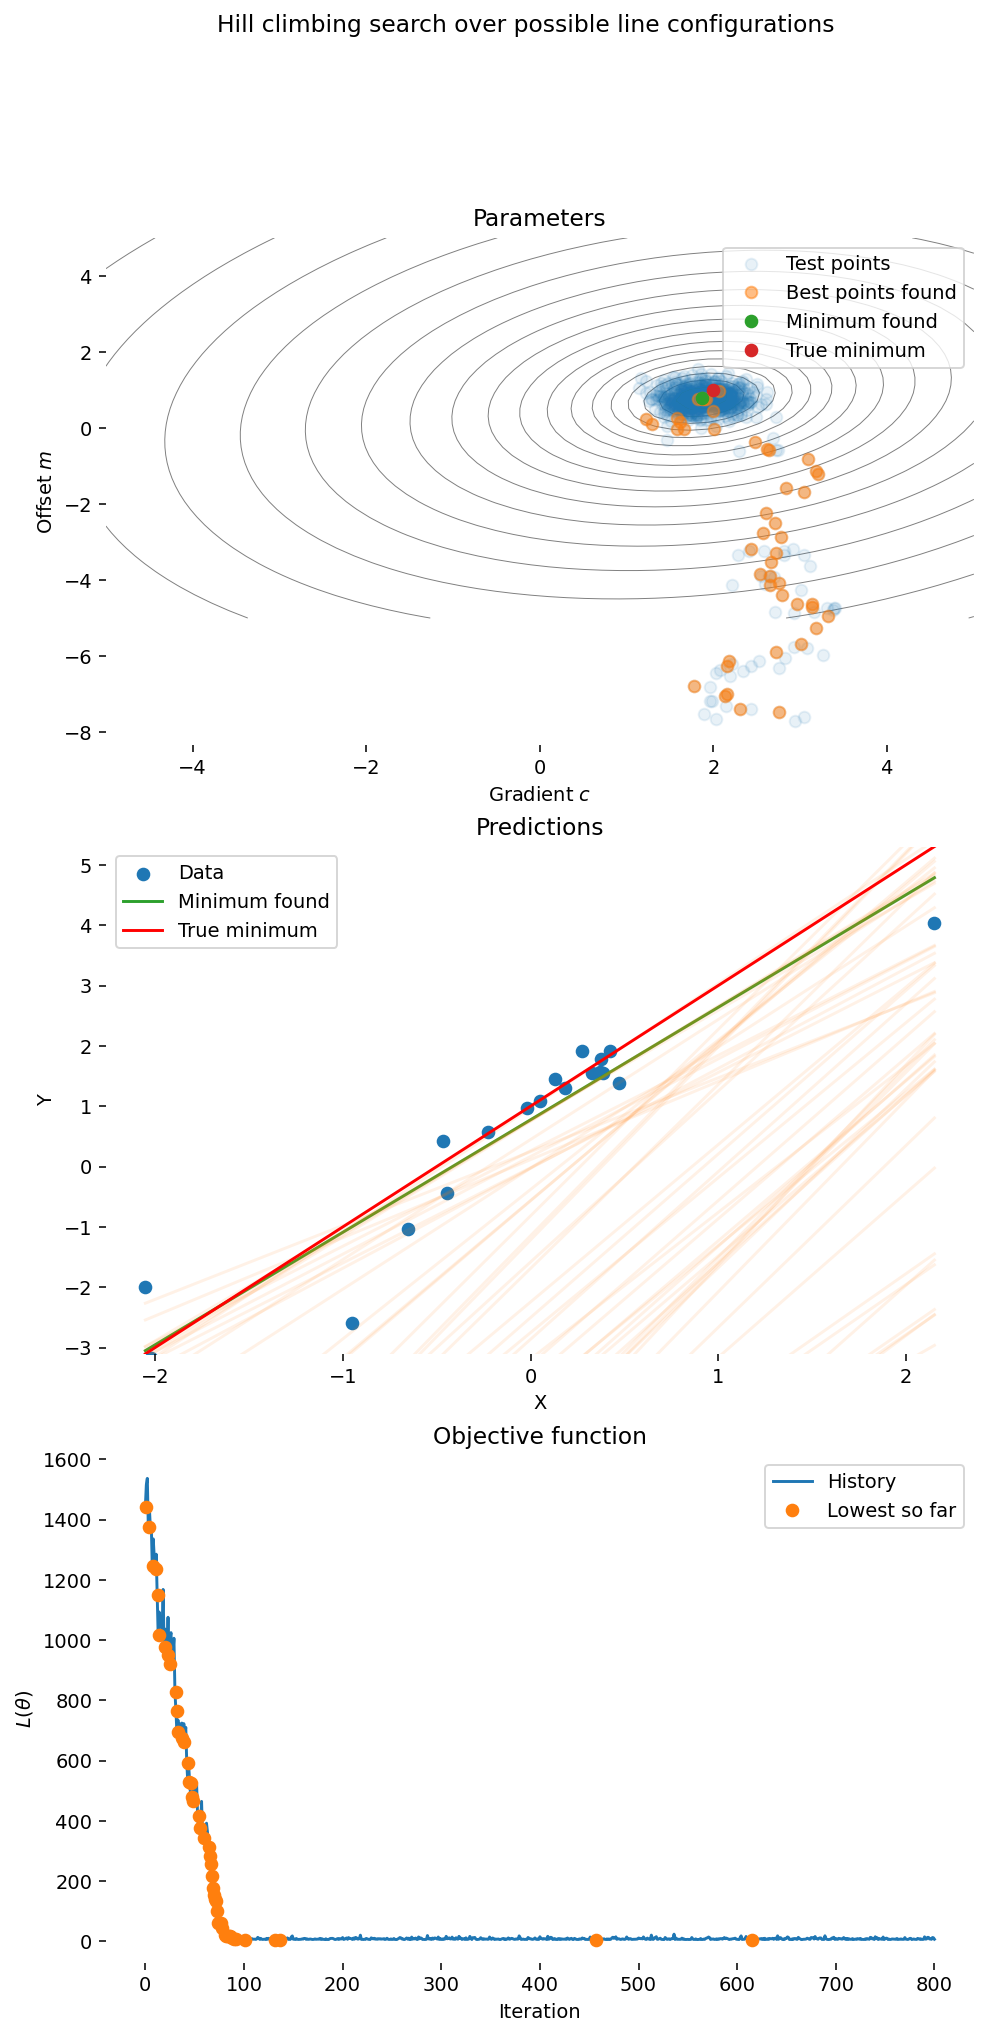 Hill climbing search over possible line configurations
Parameters
Test points
Best points found
Minimum found
True minimum
4
2
0
−2
−4
−6
−8
Offset m
−4 −2 0 2 4
Gradient c
Predictions
Data
Minimum found
True minimum
5
4
3
2
1
0
−1
−2
−3
Y
−2 −1 0 1 2
X
Objective function
History
Lowest so far
1600
1400
1200
1000
800
600
400
200
0
L(θ)
0 100 200 300 400 500 600 700 800
Iteration